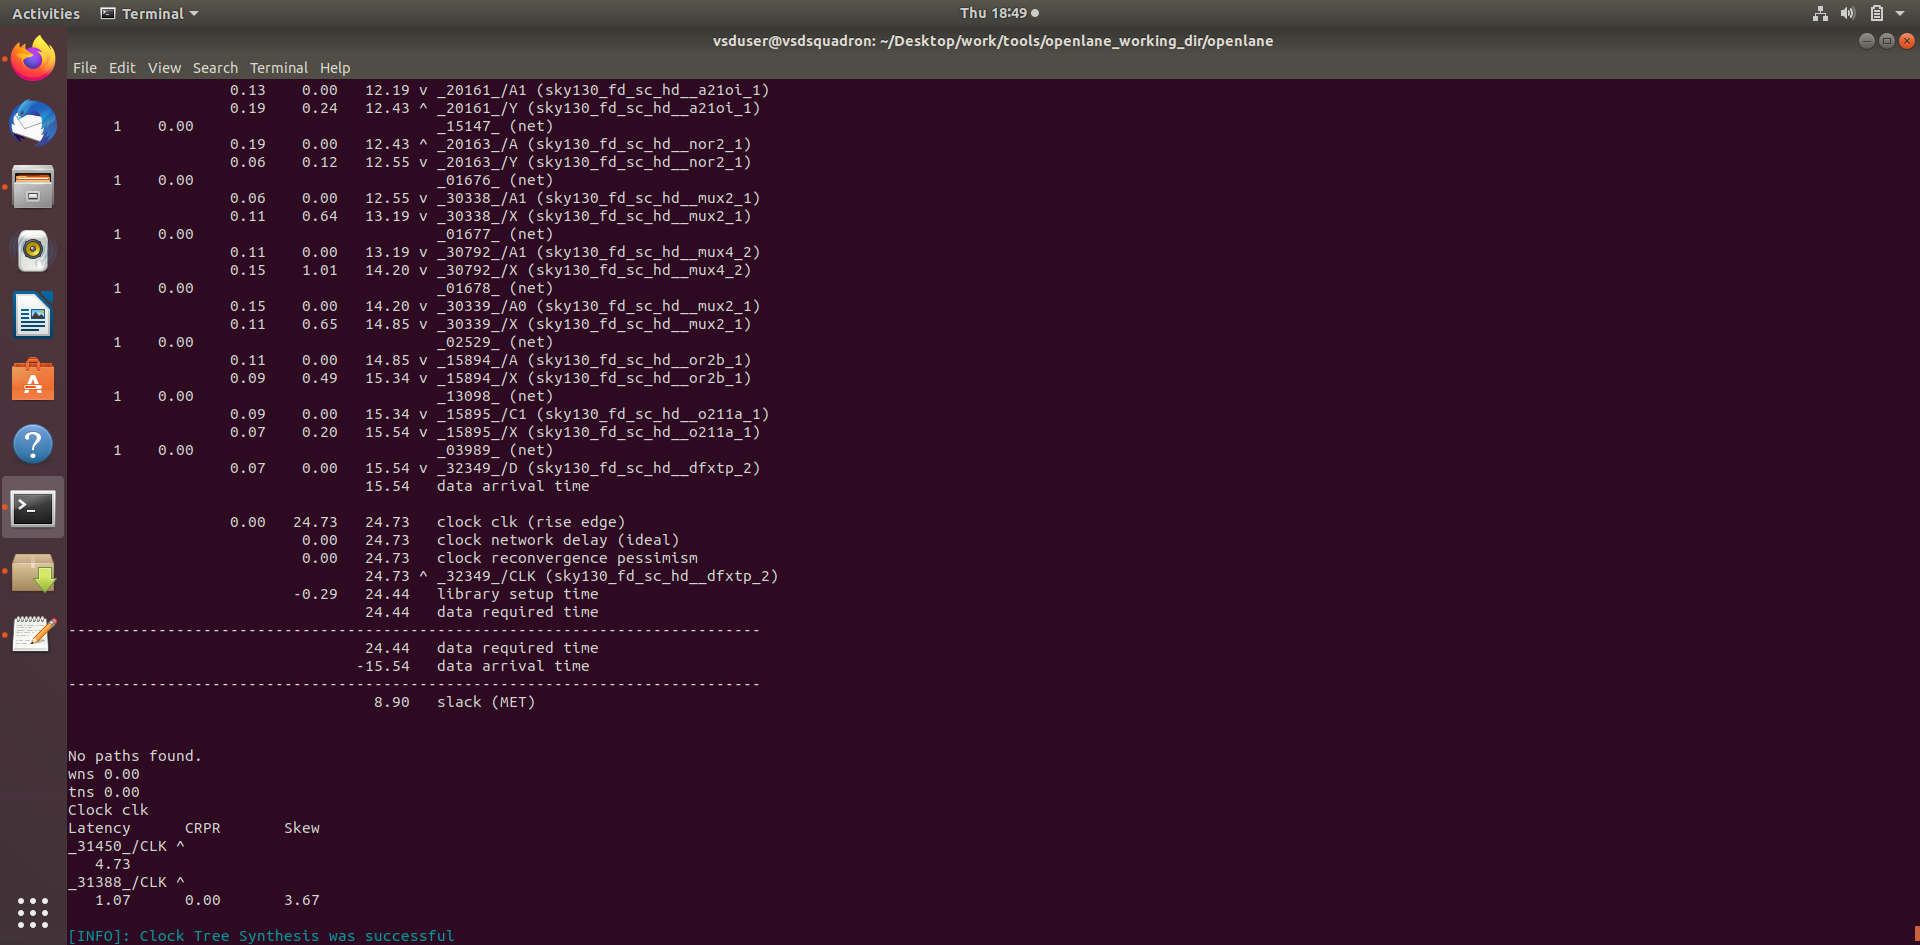 Activities Terminal Thu 18:49
vsduser@vsdsquadron: ~/Desktop/work/tools/openlane_working_dir/openlane
File Edit View Search Terminal Help
0.13 0.00 12.19 v _20161_/A1 (sky130_fd_sc_hd__a21oi_1)
0.19 0.24 12.43 ^ _20161_/Y (sky130_fd_sc_hd__a21oi_1)
1 0.00 _15147_ (net)
0.19 0.00 12.43 ^ _20163_/A (sky130_fd_sc_hd__nor2_1)
0.06 0.12 12.55 v _20163_/Y (sky130_fd_sc_hd__nor2_1)
1 0.00 _01676_ (net)
0.06 0.00 12.55 v _30338_/A1 (sky130_fd_sc_hd__mux2_1)
0.11 0.64 13.19 v _30338_/X (sky130_fd_sc_hd__mux2_1)
1 0.00 _01677_ (net)
0.11 0.00 13.19 v _30792_/A1 (sky130_fd_sc_hd__mux4_2)
0.15 1.01 14.20 v _30792_/X (sky130_fd_sc_hd__mux4_2)
1 0.00 _01678_ (net)
0.15 0.00 14.20 v _30339_/A0 (sky130_fd_sc_hd__mux2_1)
0.11 0.65 14.85 v _30339_/X (sky130_fd_sc_hd__mux2_1)
1 0.00 _02529_ (net)
0.11 0.00 14.85 v _15894_/A (sky130_fd_sc_hd__or2b_1)
0.09 0.49 15.34 v _15894_/X (sky130_fd_sc_hd__or2b_1)
1 0.00 _13098_ (net)
0.09 0.00 15.34 v _15895_/C1 (sky130_fd_sc_hd__o211a_1)
0.07 0.20 15.54 v _15895_/X (sky130_fd_sc_hd__o211a_1)
1 0.00 _03989_ (net)
0.07 0.00 15.54 v _32349_/D (sky130_fd_sc_hd__dfxtp_2)
15.54 data arrival time
0.00 24.73 24.73 clock clk (rise edge)
0.00 24.73 clock network delay (ideal)
0.00 24.73 clock reconvergence pessimism
24.73 ^ _32349_/CLK (sky130_fd_sc_hd__dfxtp_2)
-0.29 24.44 library setup time
24.44 data required time
-----------------------------------------------------------------------------
24.44 data required time
-15.54 data arrival time
-----------------------------------------------------------------------------
8.90 slack (MET)
No paths found.
wns 0.00
tns 0.00
Clock clk
Latency CRPR Skew
_31450_/CLK ^
4.73
_31388_/CLK ^
1.07 0.00 3.67
[INFO]: Clock Tree Synthesis was successful